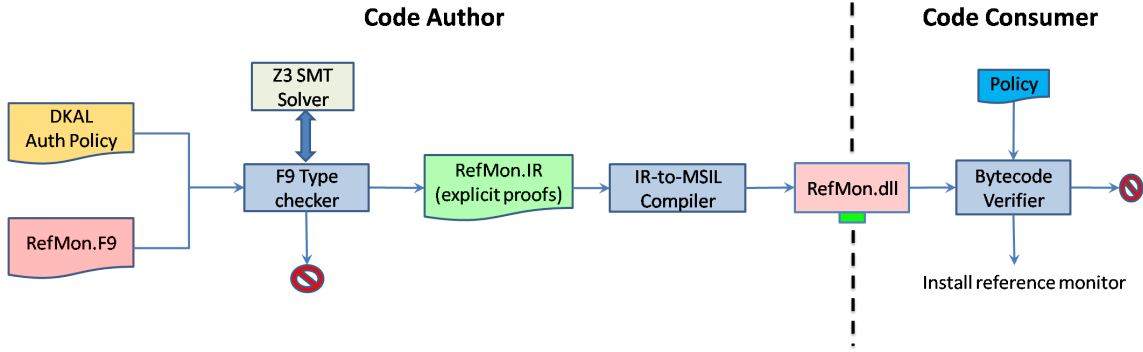 Code Author
Code Consumer
Z3 SMT
Solver
Policy
DKAL
Auth Policy
F9 Type
checker
RefMon.IR
(explicit proofs)
IR-to-MSIL
Compiler
RefMon.dll
Bytecode
Verifier
RefMon.F9
Install reference monitor